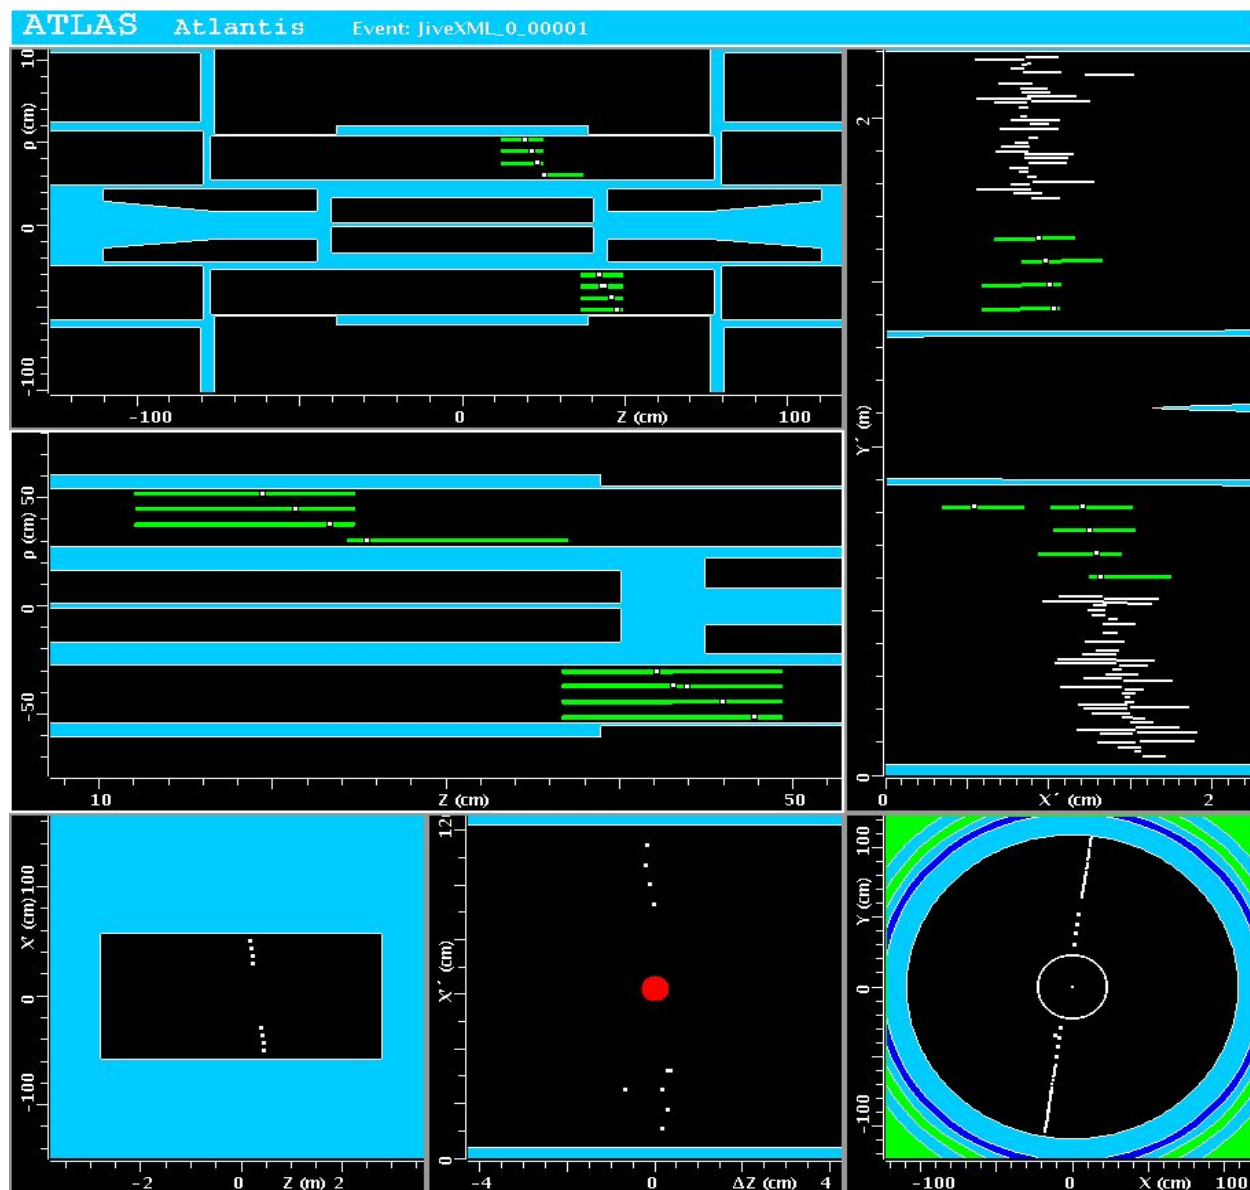 ATLAS Atlantis Event: JiveXML_0_00001
10
ρ (cm)
0
-100
-100 0 Z (cm) 100
2
Y´ (m)
0
0 X´ (cm) 2
50
ρ (cm)
0
-50
10 Z (cm) 50
100
X' (cm)
0
-100
-2 0 Z (m) 2
12
X'´ (cm)
0
-4 0 ΔZ (cm) 4
100
Y (cm)
0
-100
-100 0 X (cm) 100